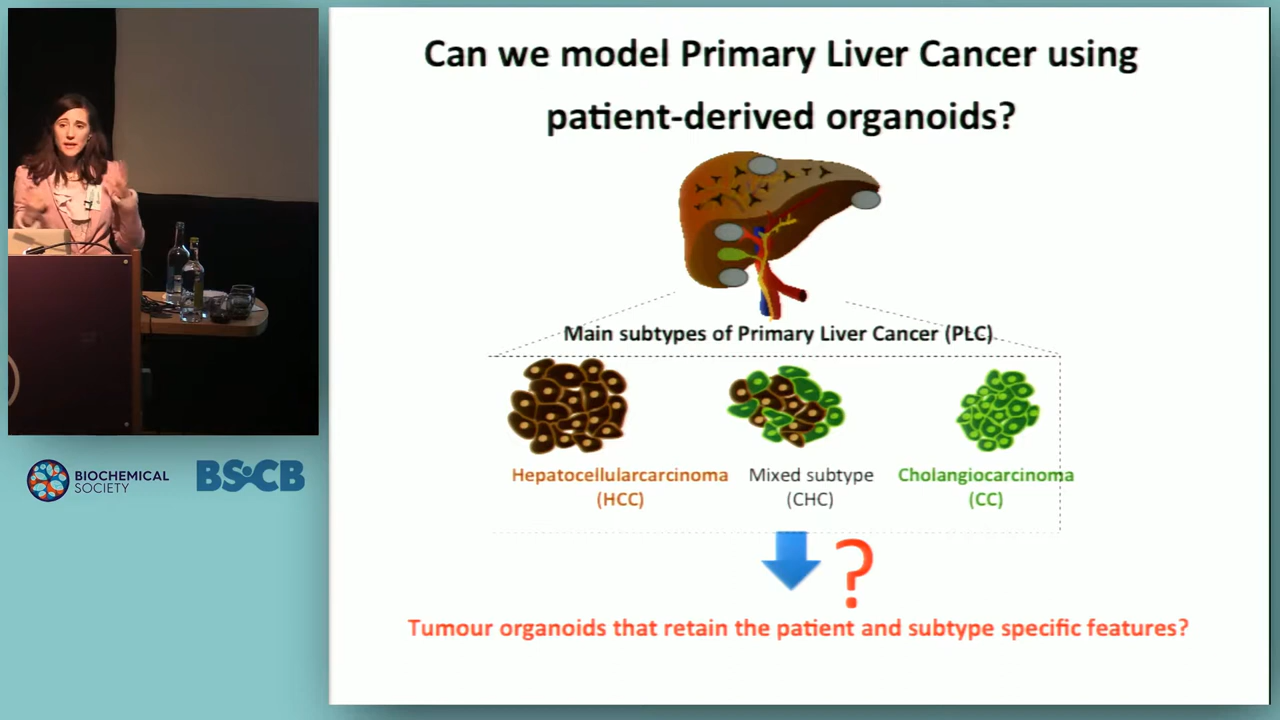 Can we model Primary Liver Cancer using
patient-derived organoids?
Main subtypes of Primary Liver Cancer (PLC)
Hepatocellularcarcinoma
(HCC)
Mixed subtype
(CHC)
Cholangiocarcinoma
(CC)
?
Tumour organoids that retain the patient and subtype specific features?
BIOCHEMICAL
SOCIETY
BSCB